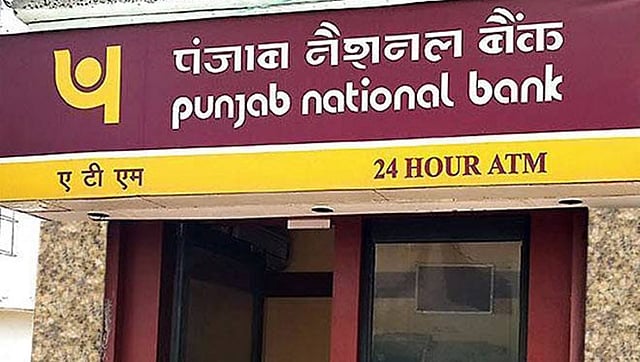 पंजाब नैशनल बैंक
punjab national bank
ए टी एम
24 HOUR ATM